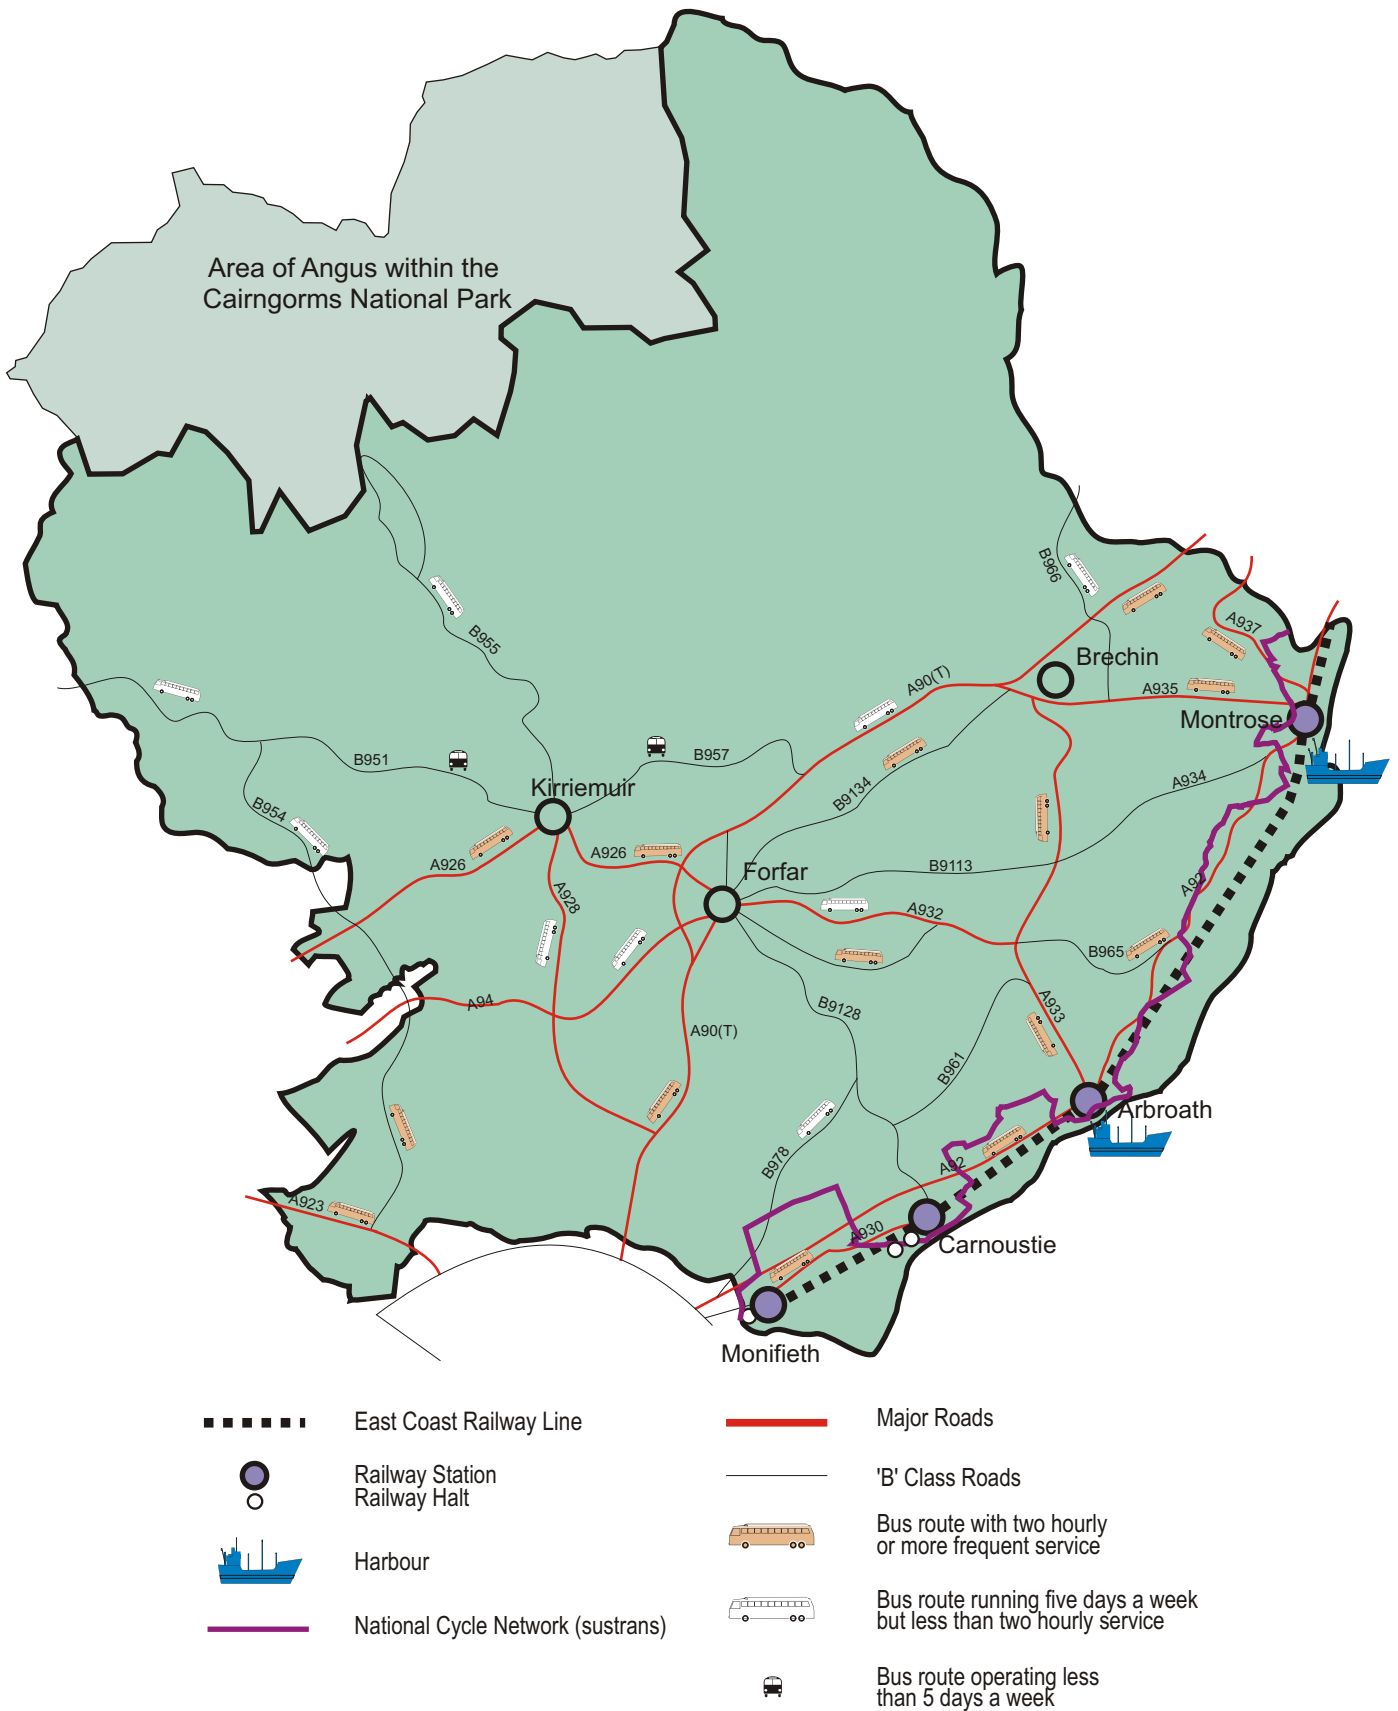 Area of Angus within the
Cairngorms National Park
B966
B955
A937
Brechin
A90(T)
A935
Montrose
B951
B957
A934
Kirriemuir
B9134
B954
A926
A926
B9113
Forfar
A92
A928
A932
B965
A94
B9128
A933
A90(T)
B961
Arbroath
B978
A92
A923
A930
Carnoustie
Monifieth
East Coast Railway Line
Railway Station
Railway Halt
Harbour
National Cycle Network (sustrans)
Major Roads
'B' Class Roads
Bus route with two hourly
or more frequent service
Bus route running five days a week
but less than two hourly service
Bus route operating less
than 5 days a week